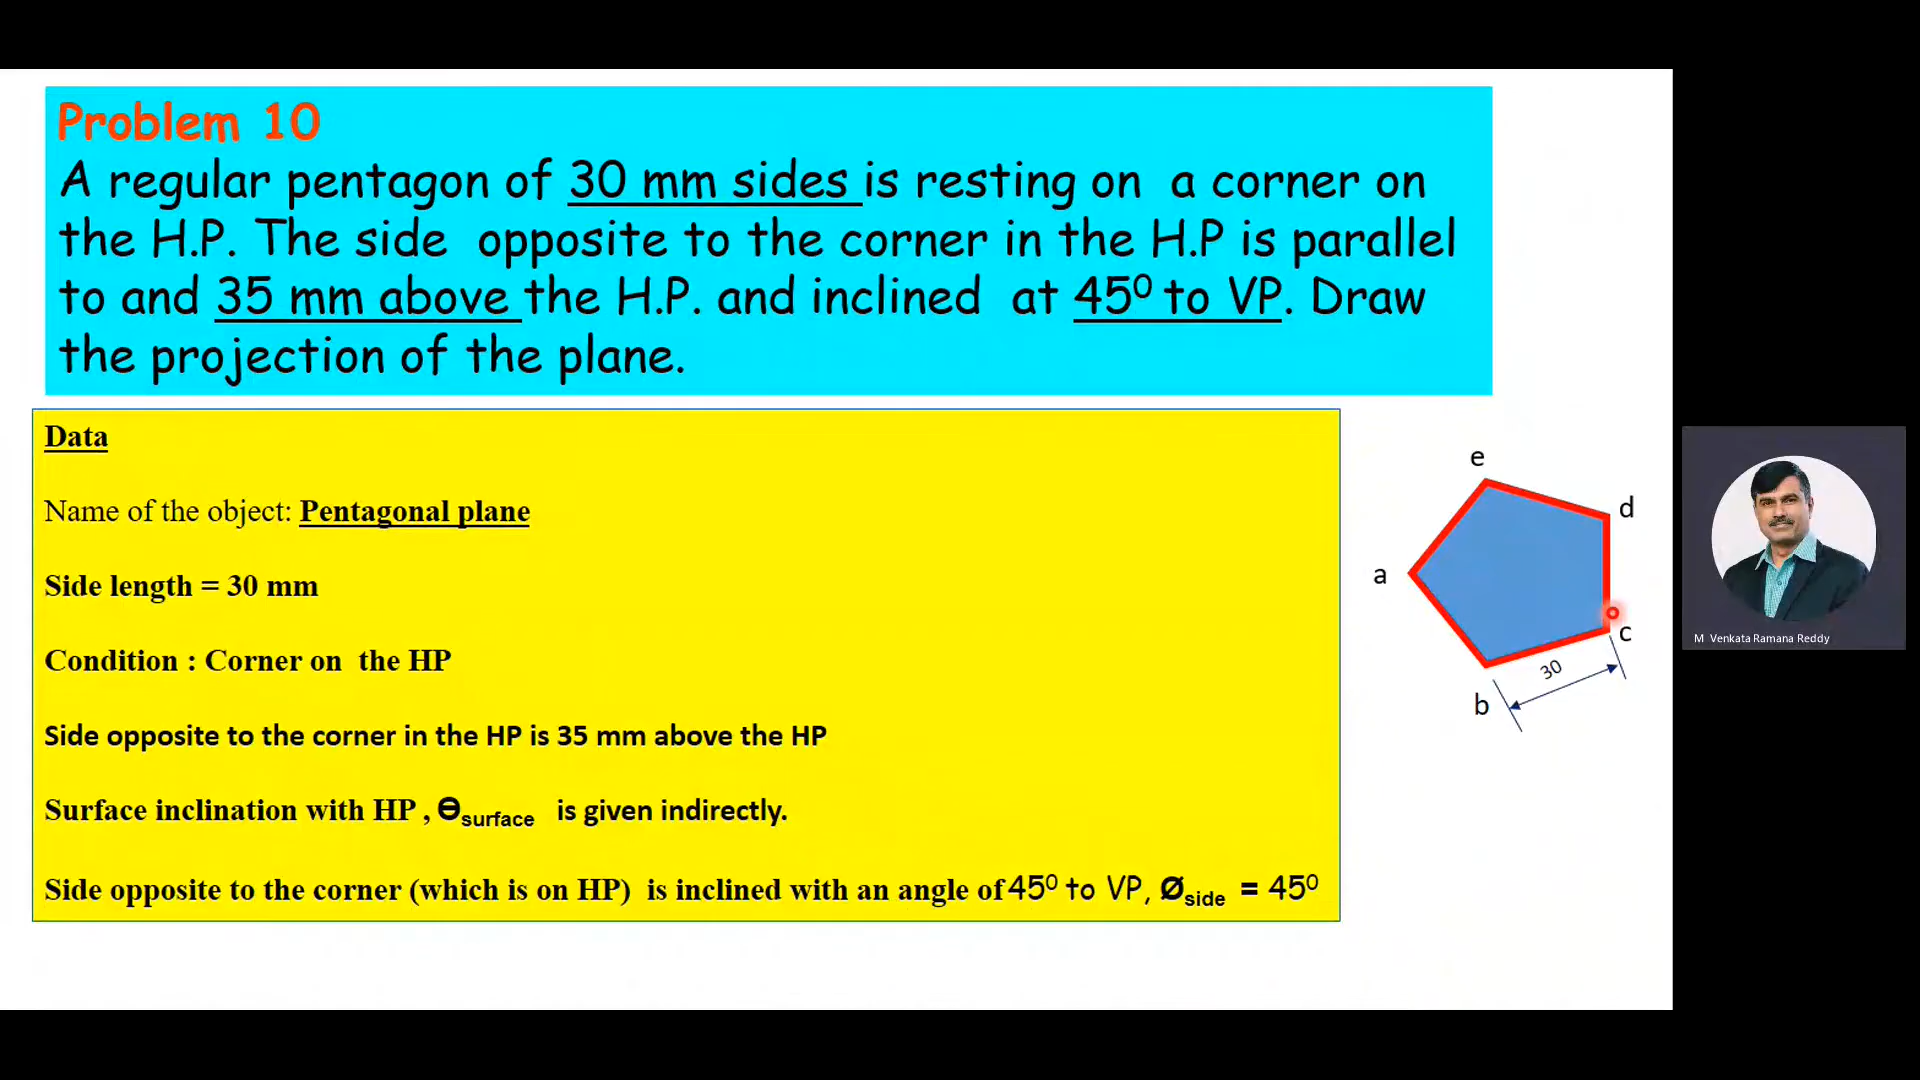 Problem 10
A regular pentagon of 30 mm sides is resting on a corner on
the H.P. The side opposite to the corner in the H.P is parallel
to and 35 mm above the H.P. and inclined at 45⁰ to VP. Draw
the projection of the plane.
Data
Name of the object: Pentagonal plane
Side length = 30 mm
Condition : Corner on the HP
Side opposite to the corner in the HP is 35 mm above the HP
Surface inclination with HP , Ɵsurface is given indirectly.
Side opposite to the corner (which is on HP) is inclined with an angle of 45⁰ to VP, Øside = 45⁰
e
d
a
c
30
b
M Venkata Ramana Reddy